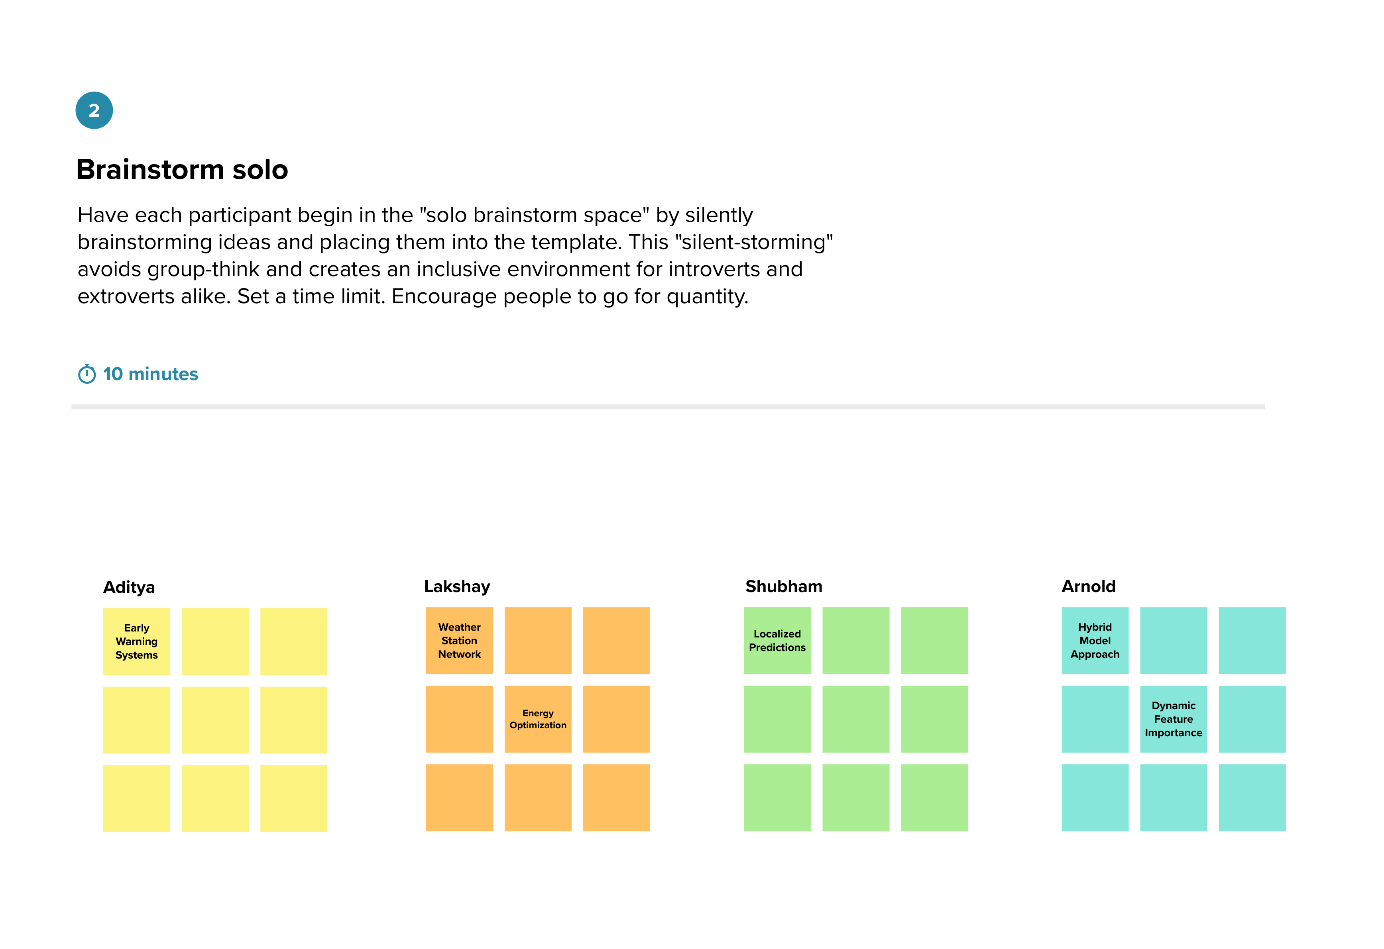 2
Brainstorm solo
Have each participant begin in the "solo brainstorm space" by silently
brainstorming ideas and placing them into the template. This "silent-storming"
avoids group-think and creates an inclusive environment for introverts and
extroverts alike. Set a time limit. Encourage people to go for quantity.
10 minutes
Aditya
Early
Warning
Systems
Lakshay
Weather
Station
Network
Energy
Optimization
Shubham
Localized
Predictions
Arnold
Hybrid
Model
Approach
Dynamic
Feature
Importance